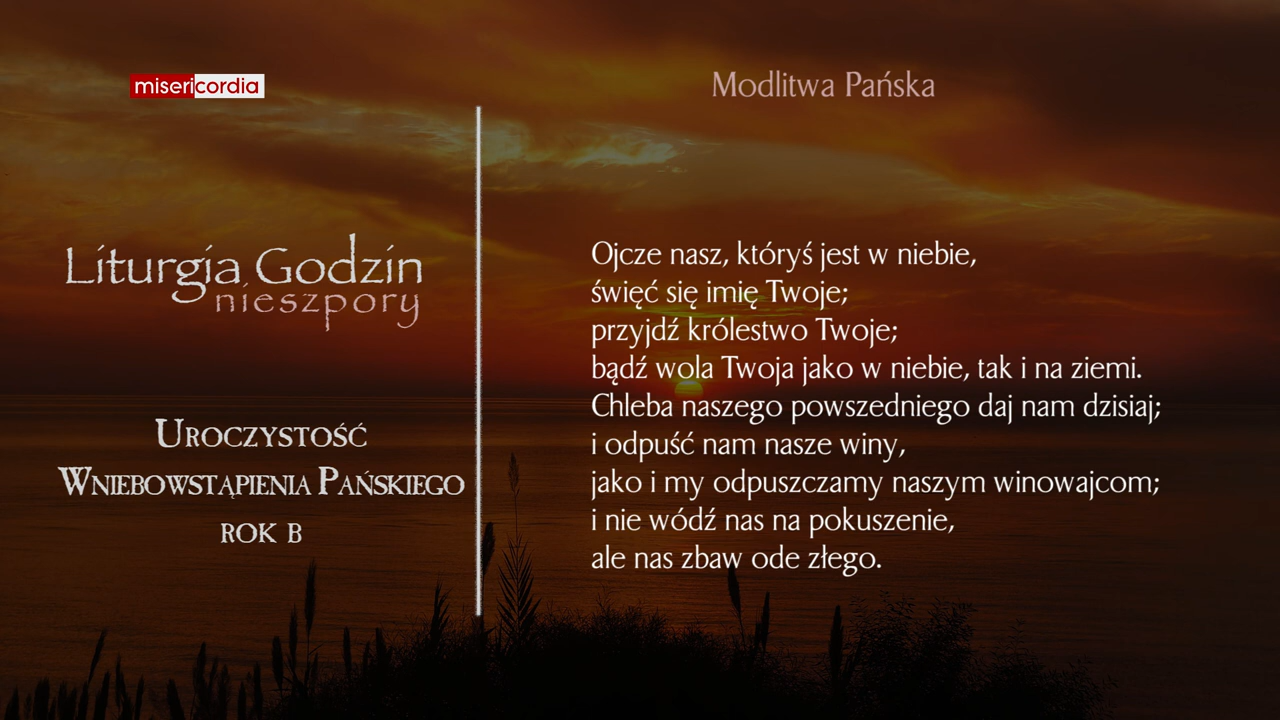 misericordia
Liturgia Godzin
nieszpory
Uroczystość
Wniebowstąpienia Pańskiego
rok B
Modlitwa Pańska
Ojcze nasz, któryś jest w niebie,
święć się imię Twoje;
przyjdź królestwo Twoje;
bądź wola Twoja jako w niebie, tak i na ziemi.
Chleba naszego powszedniego daj nam dzisiaj;
i odpuść nam nasze winy,
jako i my odpuszczamy naszym winowajcom;
i nie wódź nas na pokuszenie,
ale nas zbaw ode złego.